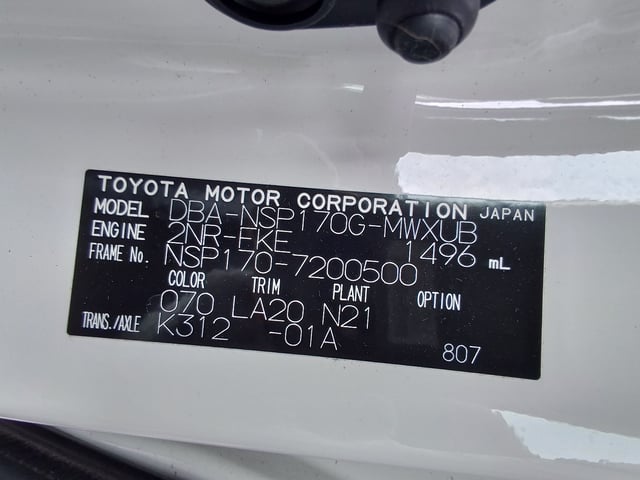 TOYOTA MOTOR CORPORATION JAPAN
MODEL DBA-NSP170G-MWXUB
ENGINE 2NR-FKE 1496 mL
FRAME No. NSP170-7200500
COLOR TRIM PLANT OPTION
070 LA20 N21
TRANS./AXLE K312 -01A
807